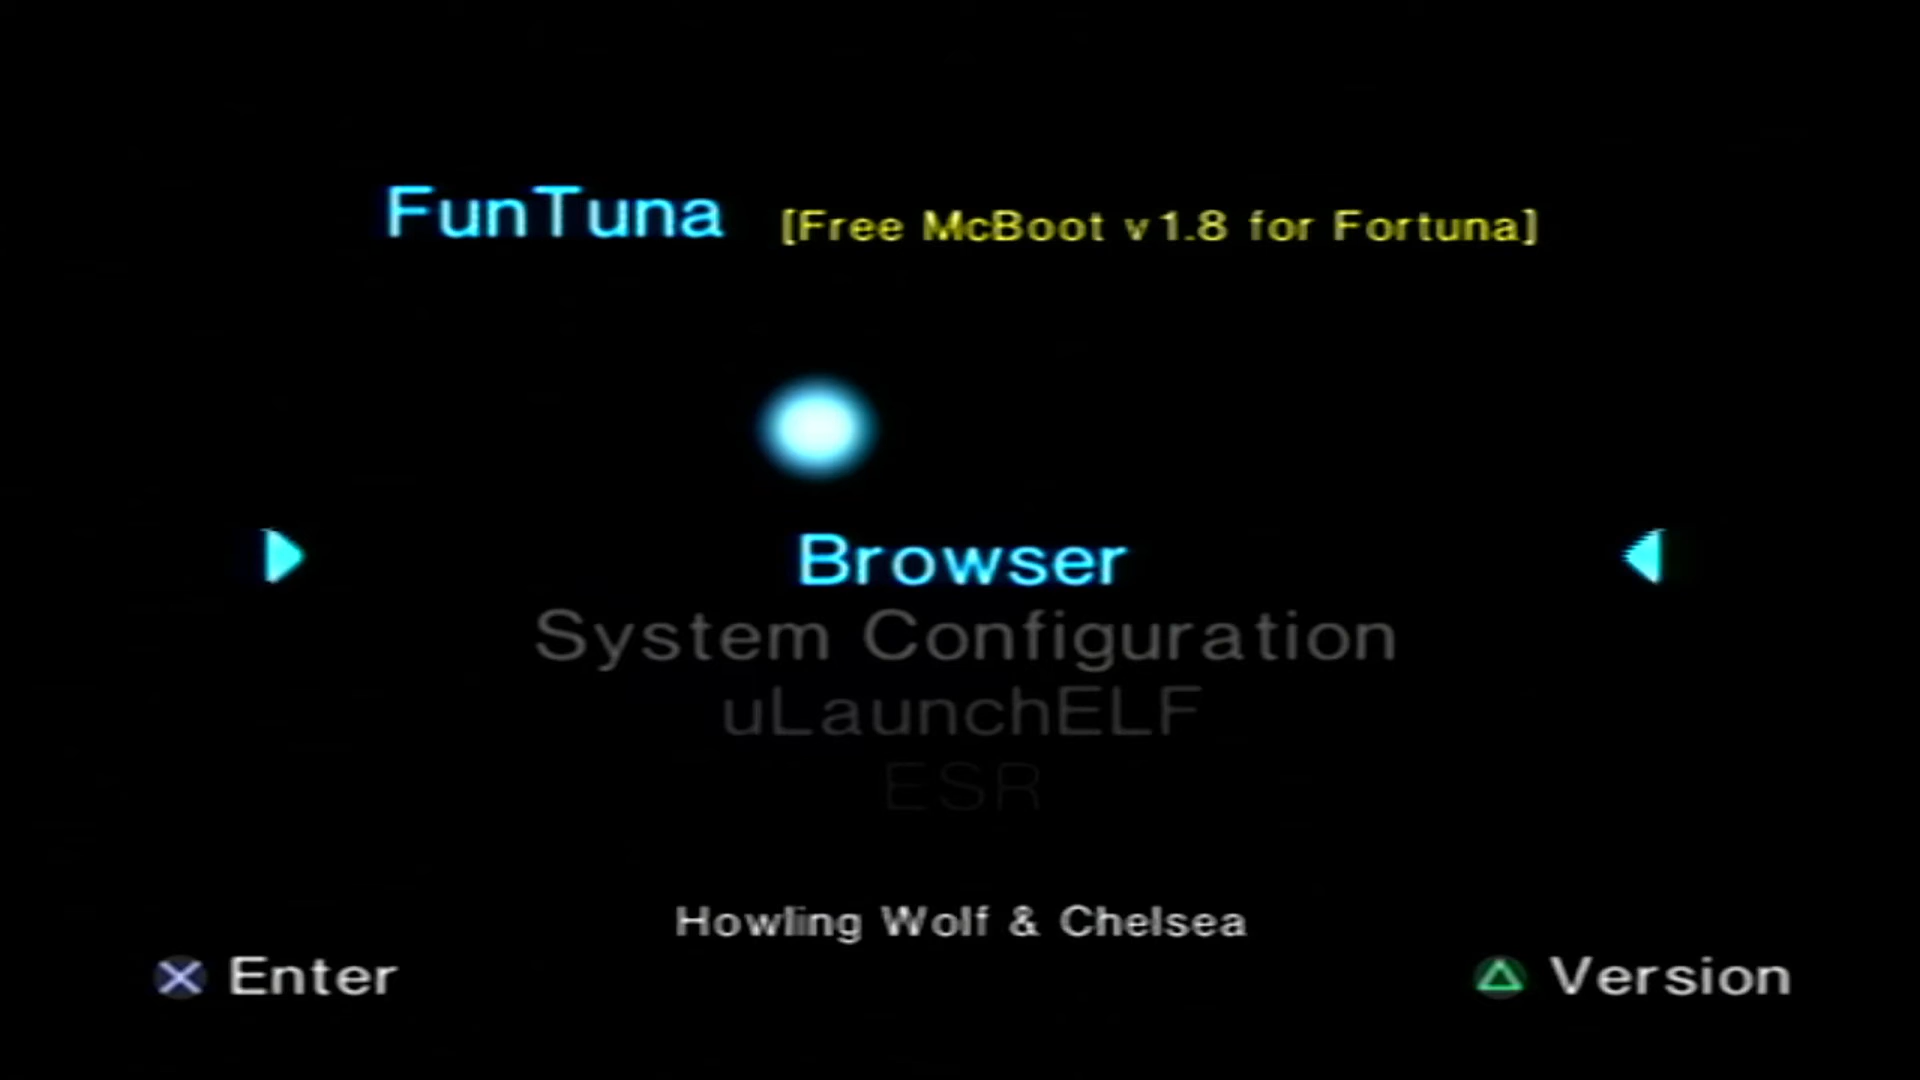 FunTuna [Free McBoot v1.8 for Fortuna]
Browser
System Configuration
uLaunchELF
ESR
Howling Wolf & Chelsea
Enter
Version